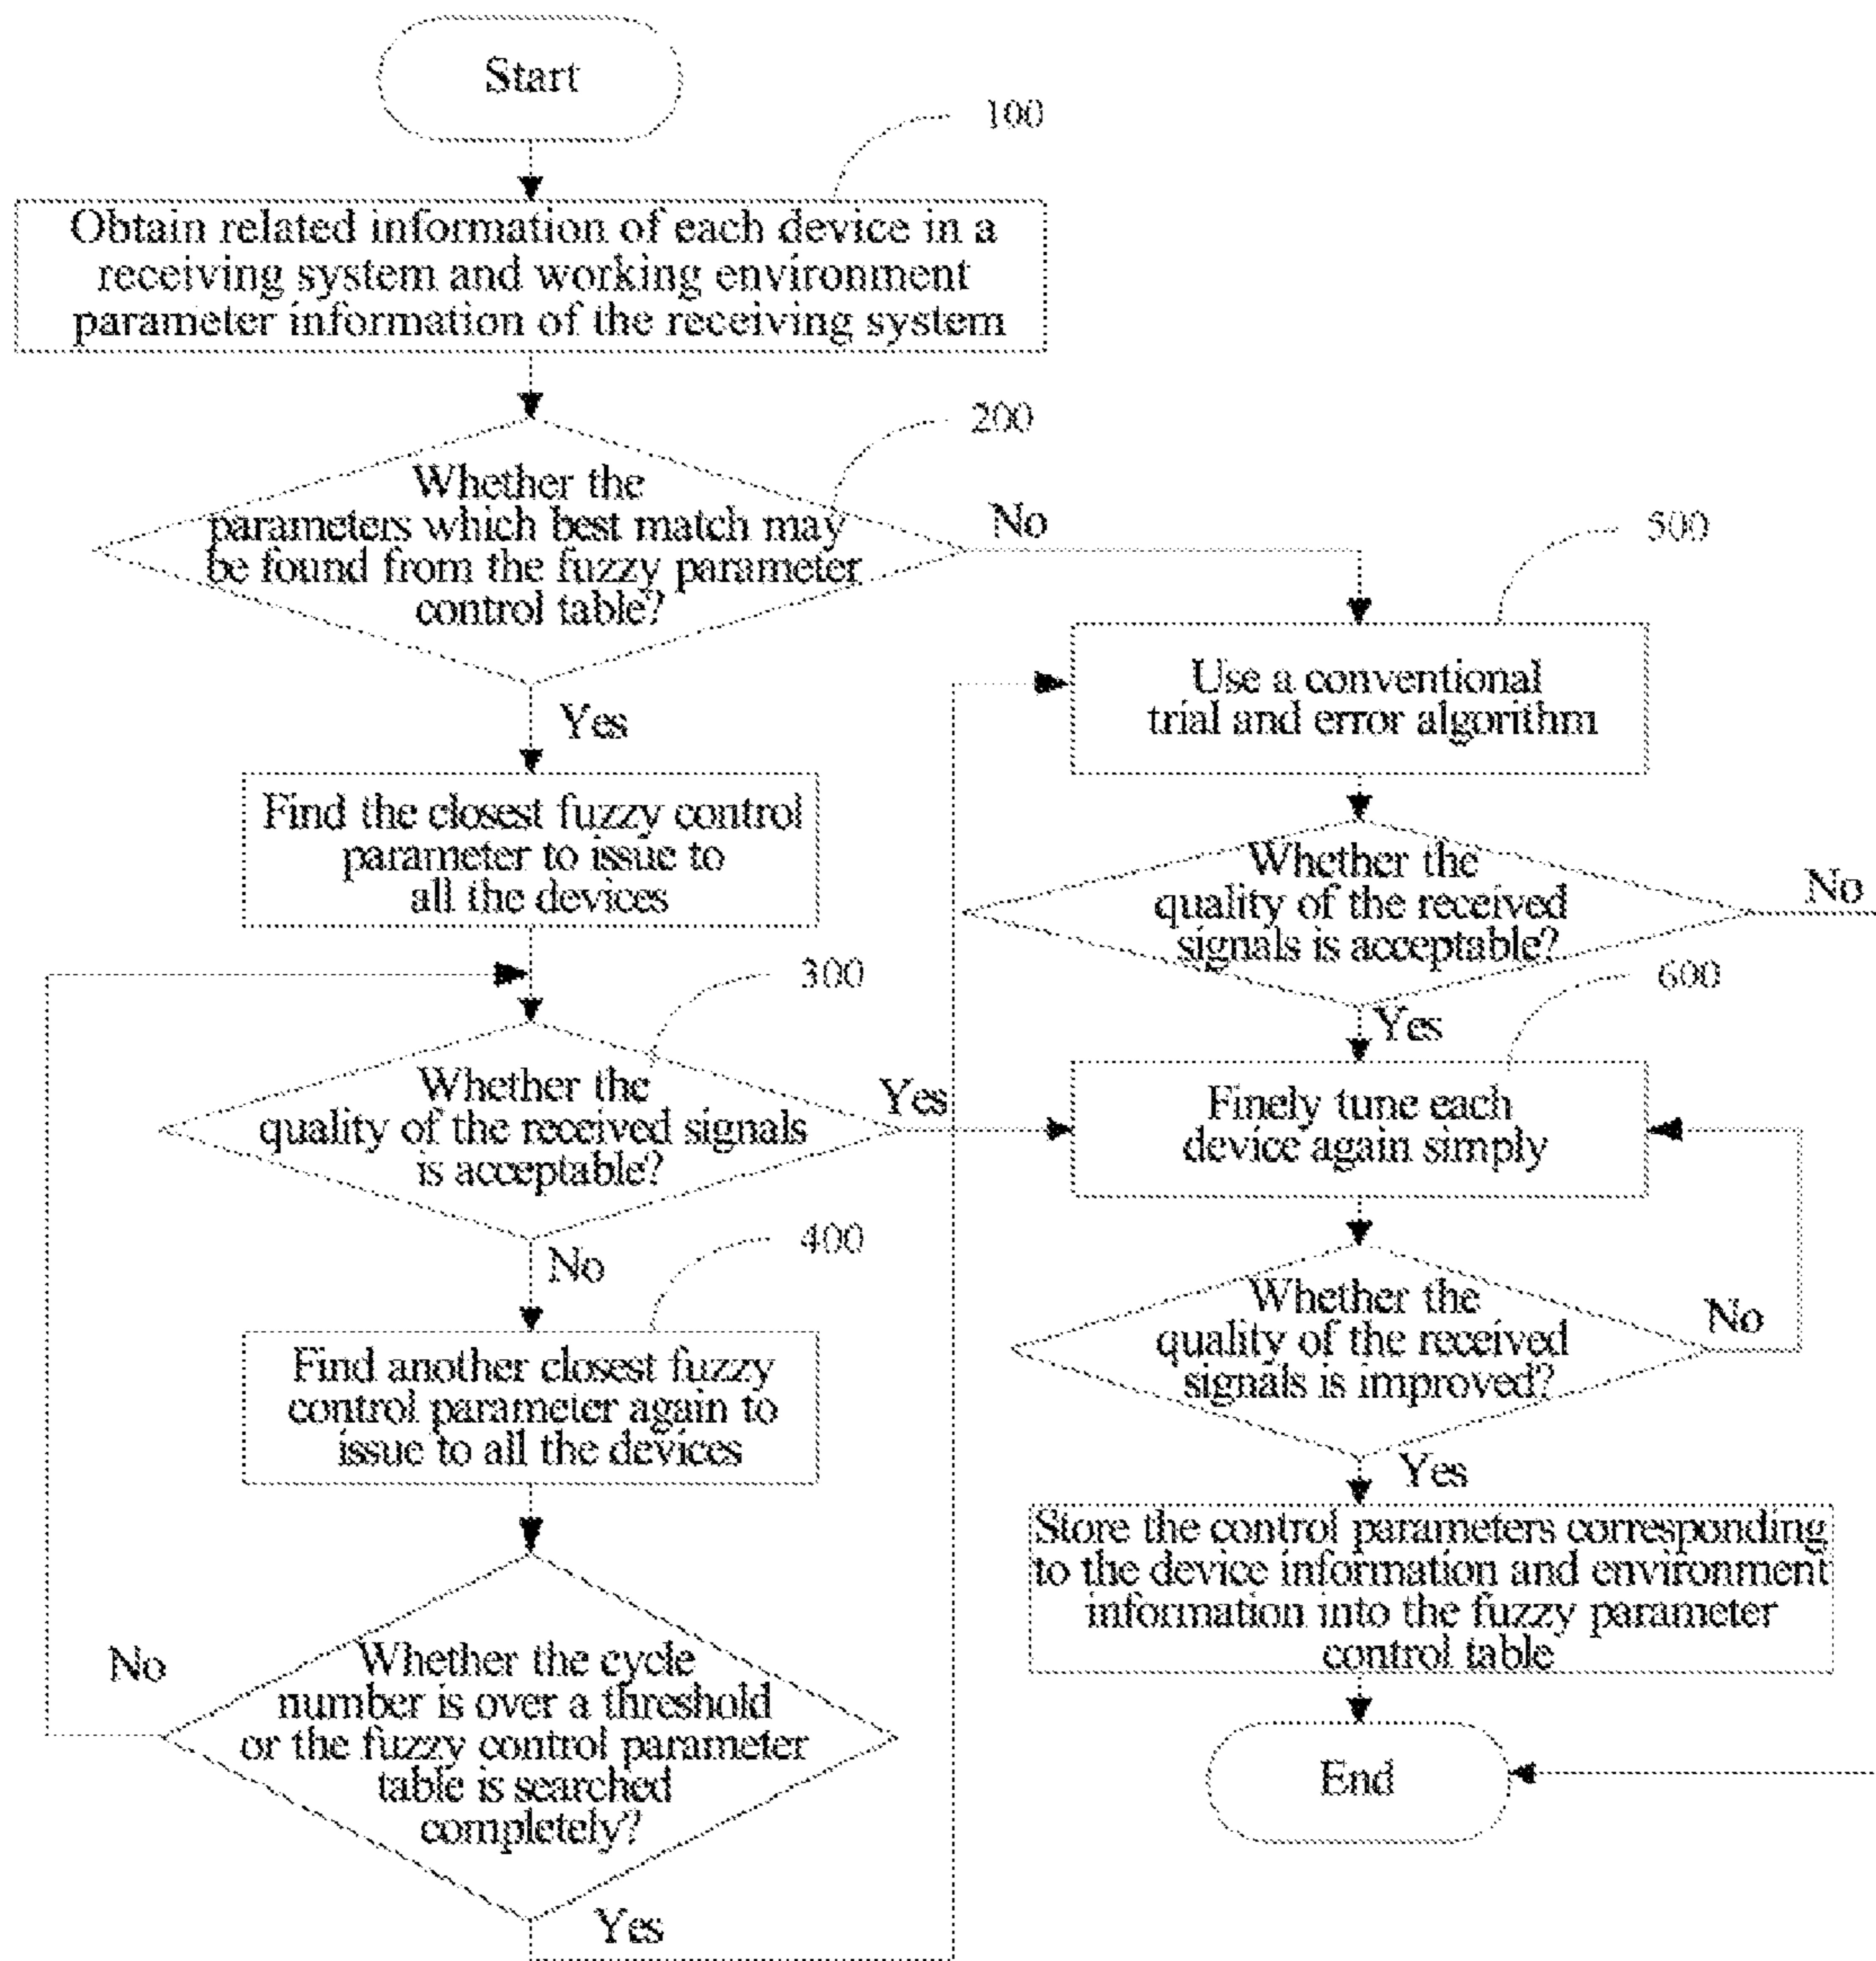 Start
100
Obtain related information of each device in a
receiving system and working environment
parameter information of the receiving system
200
Whether the
parameters which best match may
be found from the fuzzy parameter
control table?
No
Yes
Find the closest fuzzy control
parameter to issue to
all the devices
300
Whether the
quality of the received signals
is acceptable?
Yes
No
400
Find another closest fuzzy
control parameter again to
issue to all the devices
Whether the cycle
number is over a threshold
or the fuzzy control parameter
table is searched
completely?
No
Yes
500
Use a conventional
trial and error algorithm
Whether the
quality of the received
signals is acceptable?
No
Yes
600
Finely tune each
device again simply
Whether the
quality of the received
signals is improved?
No
Yes
Store the control parameters corresponding
to the device information and environment
information into the fuzzy parameter
control table
End